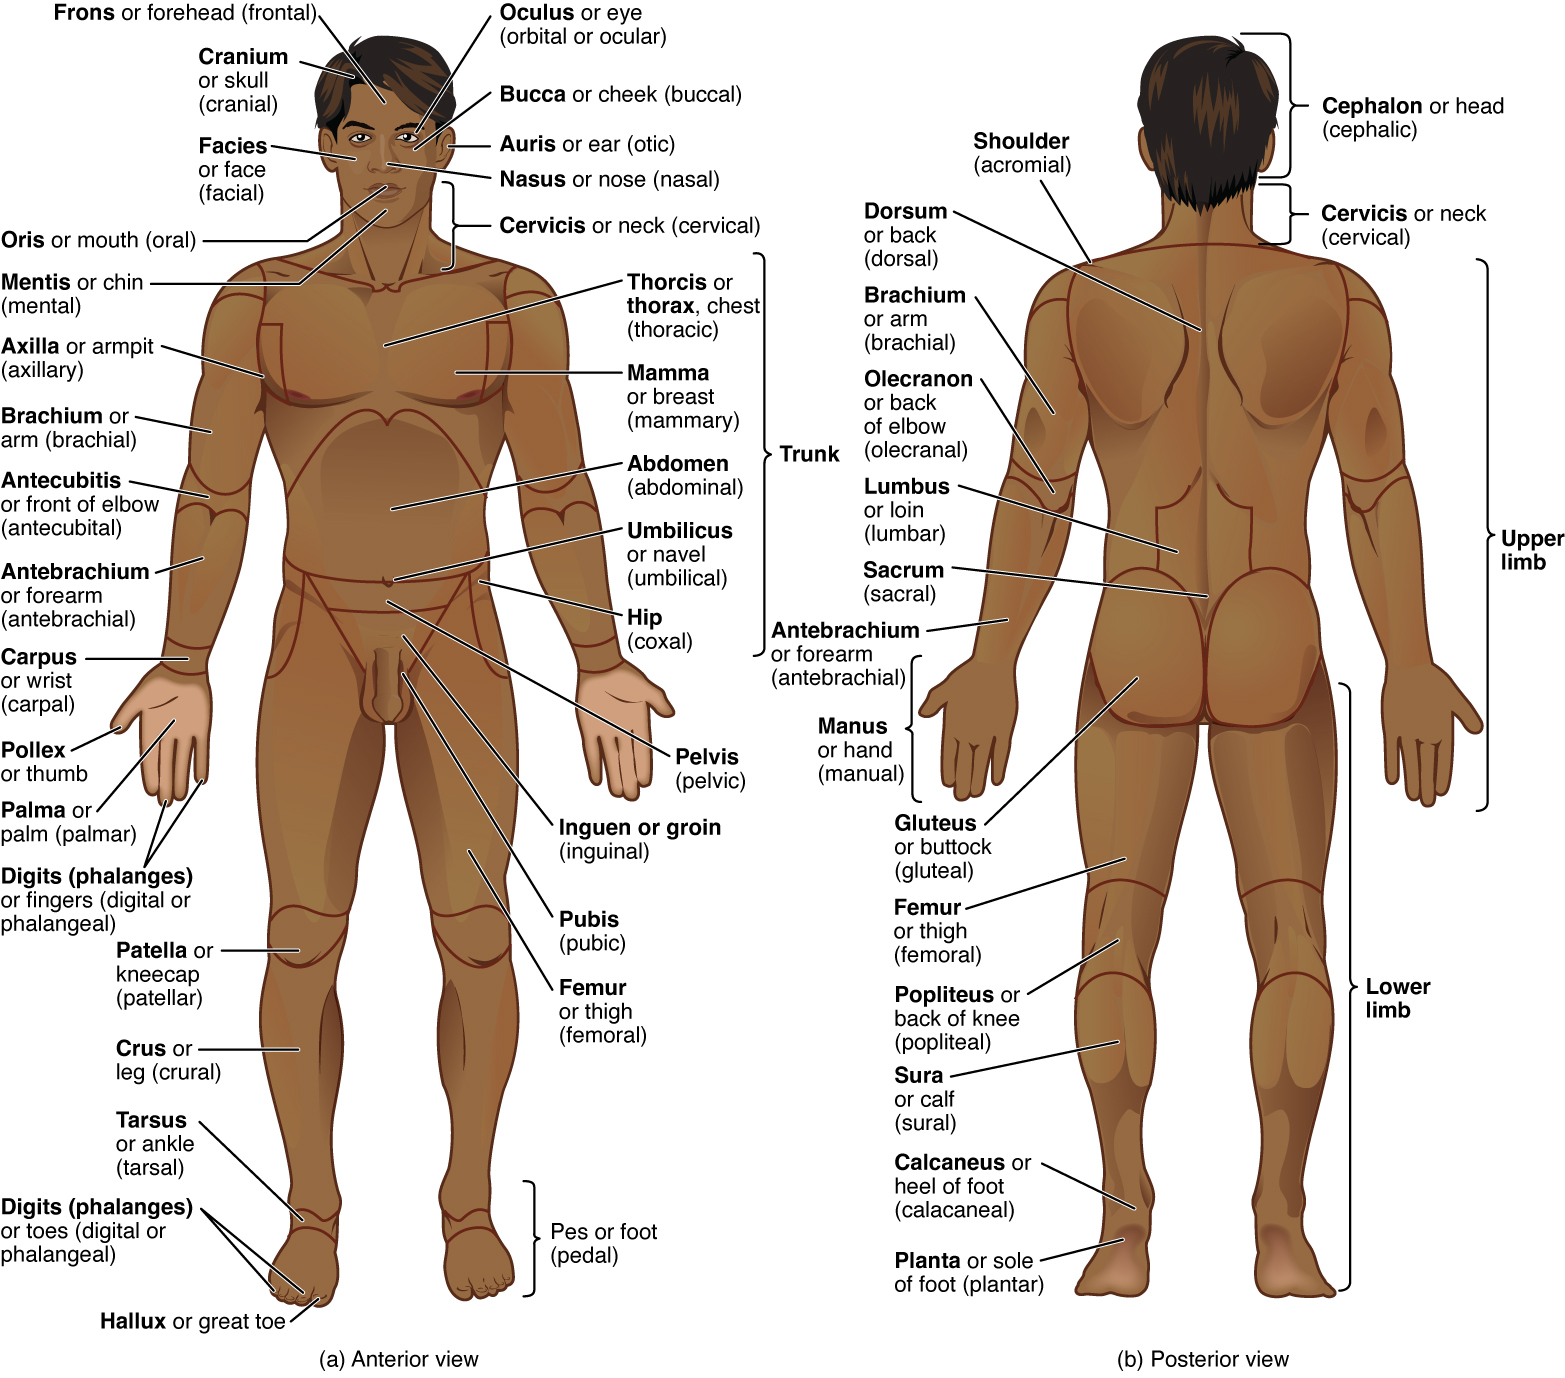 Frons or forehead (frontal)
Cranium
or skull
(cranial)
Facies
or face
(facial)
Oris or mouth (oral)
Mentis or chin
(mental)
Axilla or armpit
(axillary)
Brachium or
arm (brachial)
Antecubitis
or front of elbow
(antecubital)
Antebrachium
or forearm
(antebrachial)
Carpus
or wrist
(carpal)
Pollex
or thumb
Palma or
palm (palmar)
Digits (phalanges)
or fingers (digital or
phalangeal)
Patella or
kneecap
(patellar)
Crus or
leg (crural)
Tarsus
or ankle
(tarsal)
Digits (phalanges)
or toes (digital or
phalangeal)
Hallux or great toe
Oculus or eye
(orbital or ocular)
Bucca or cheek (buccal)
Auris or ear (otic)
Nasus or nose (nasal)
Cervicis or neck (cervical)
Thorcis or
thorax, chest
(thoracic)
Mamma
or breast
(mammary)
Abdomen
(abdominal)
Umbilicus
or navel
(umbilical)
Hip
(coxal)
Trunk
Pelvis
(pelvic)
Inguen or groin
(inguinal)
Pubis
(pubic)
Femur
or thigh
(femoral)
Pes or foot
(pedal)
(a) Anterior view
Shoulder
(acromial)
Dorsum
or back
(dorsal)
Brachium
or arm
(brachial)
Olecranon
or back
of elbow
(olecranal)
Lumbus
or loin
(lumbar)
Sacrum
(sacral)
Antebrachium
or forearm
(antebrachial)
Manus
or hand
(manual)
Gluteus
or buttock
(gluteal)
Femur
or thigh
(femoral)
Popliteus or
back of knee
(popliteal)
Sura
or calf
(sural)
Calcaneus or
heel of foot
(calacaneal)
Planta or sole
of foot (plantar)
Cephalon or head
(cephalic)
Cervicis or neck
(cervical)
Upper
limb
Lower
limb
(b) Posterior view